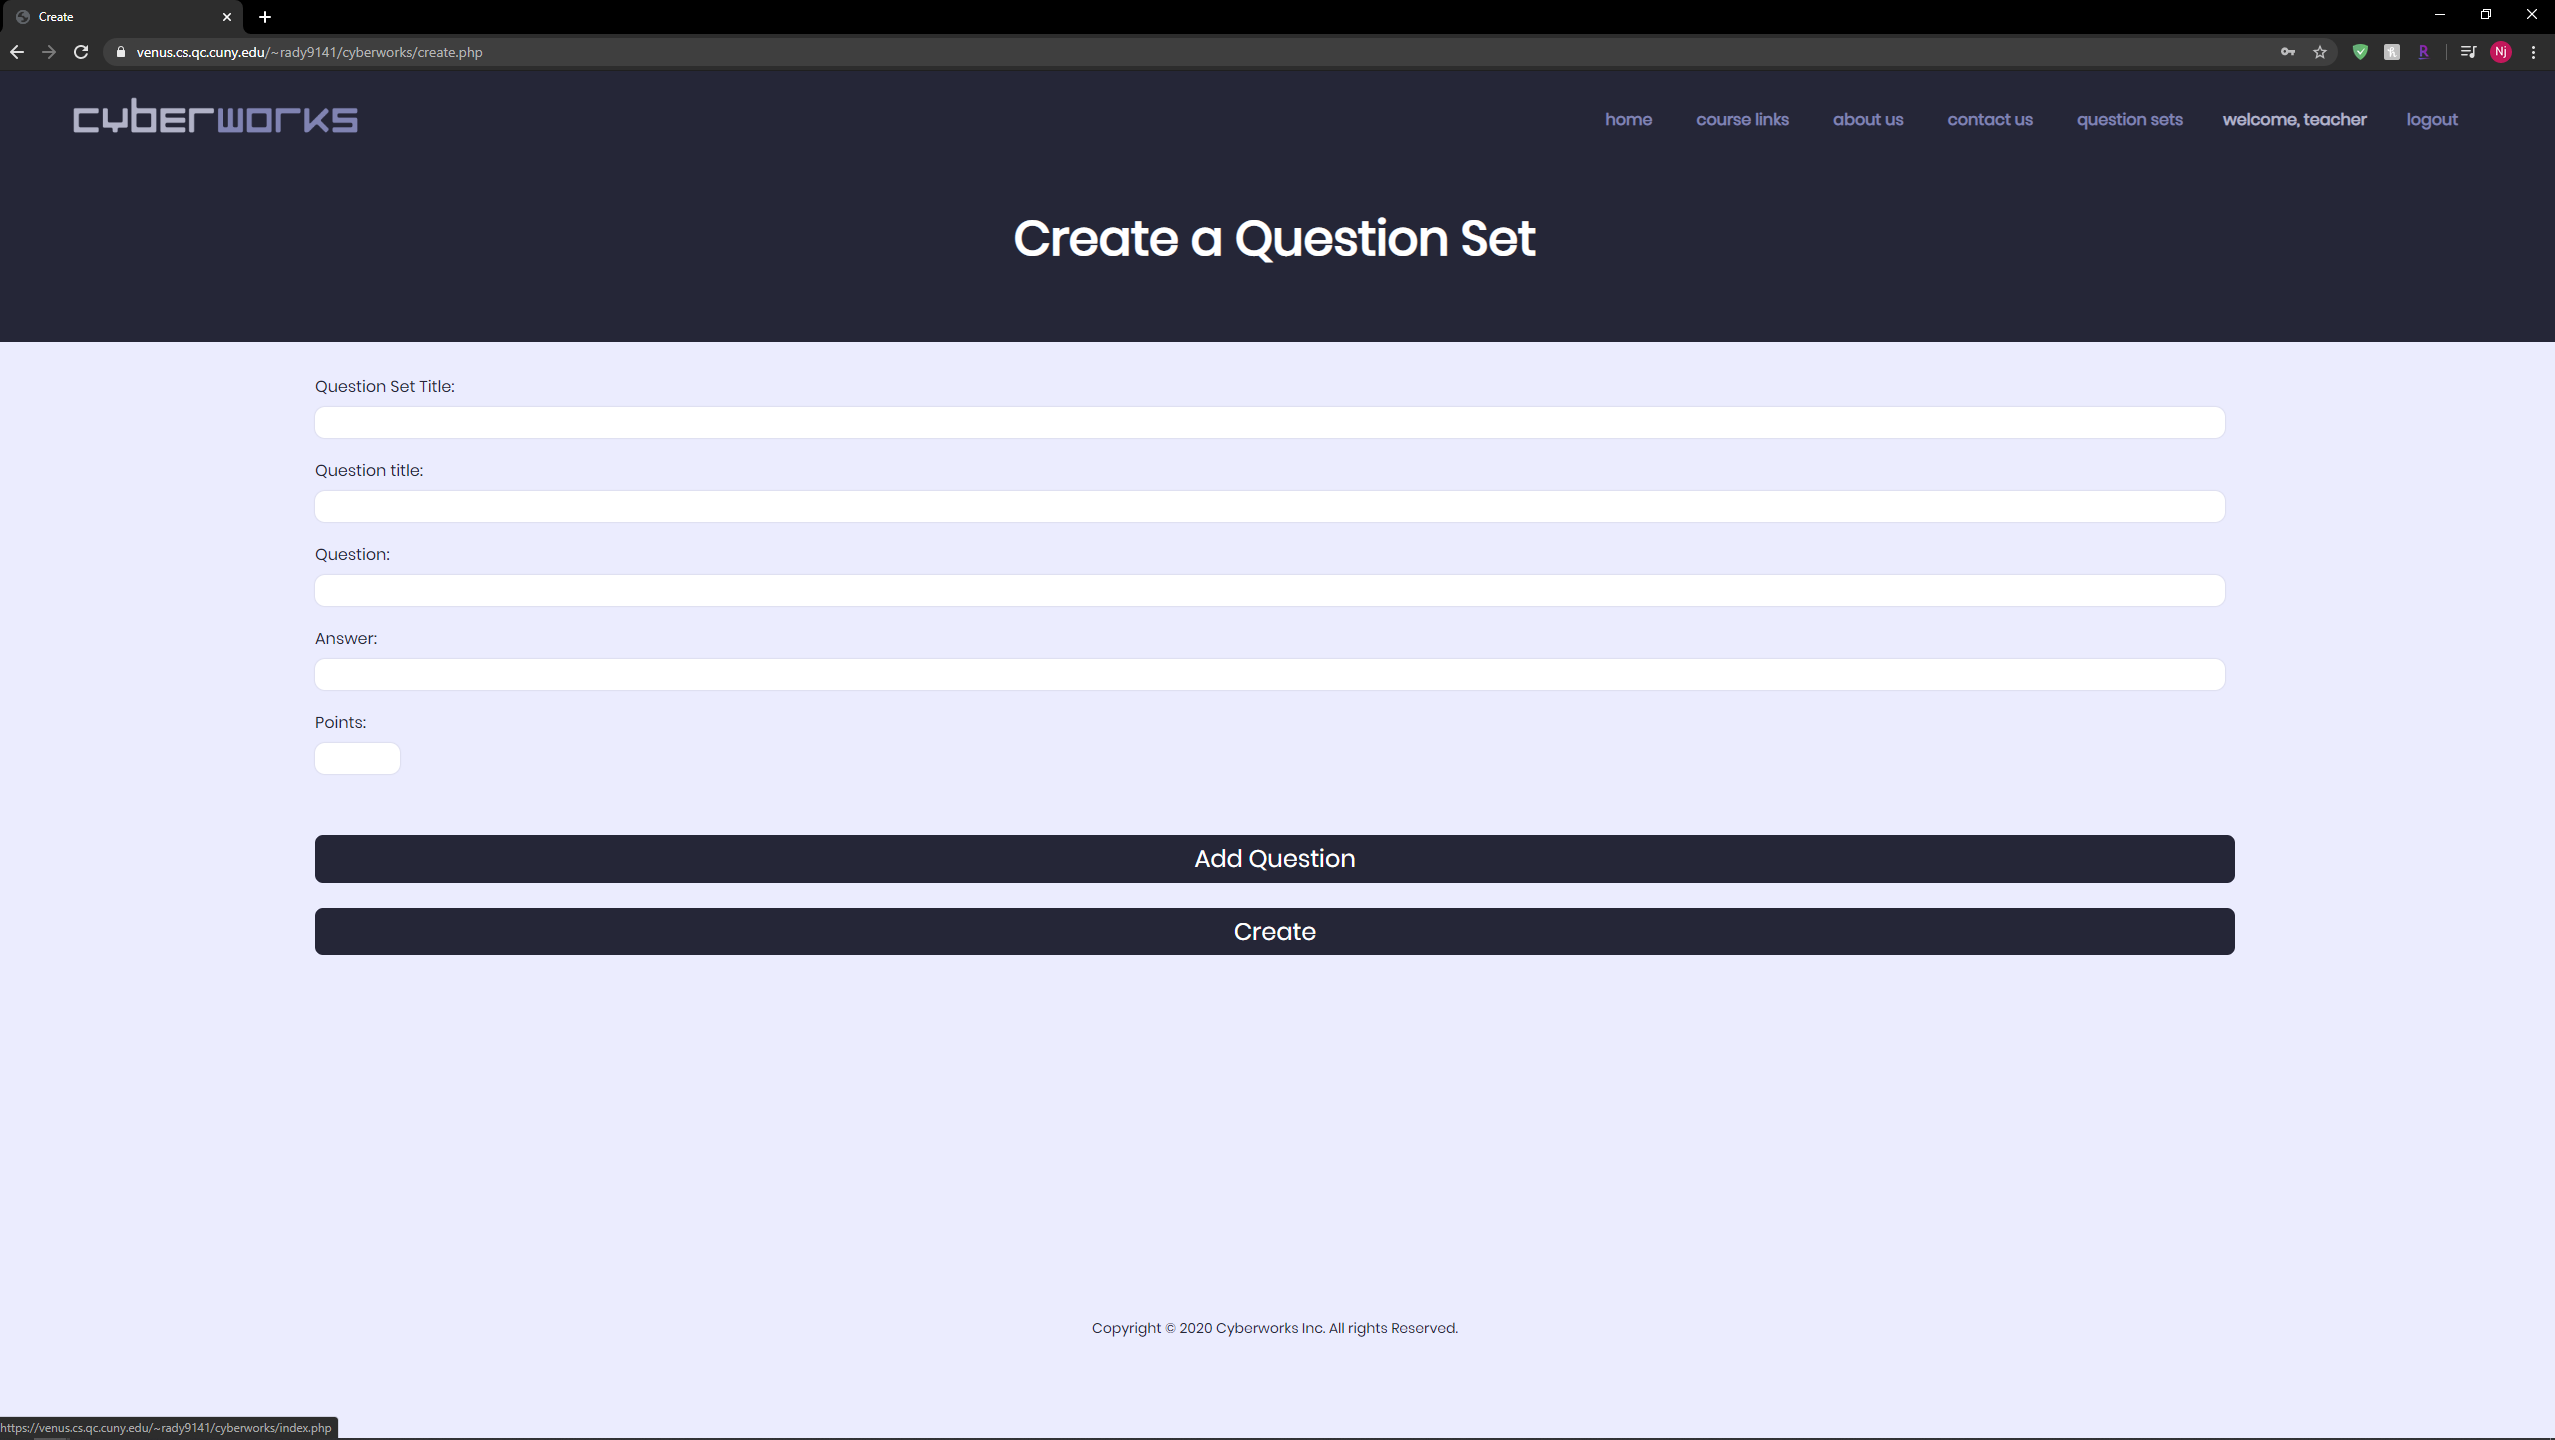 Create
venus.cs.qc.cuny.edu/~rady9141/cyberworks/create.php
R
Nj
cyberworks
home course links about us contact us question sets welcome, teacher logout
Create a Question Set
Question Set Title:
Question title:
Question:
Answer:
Points:
Add Question
Create
Copyright © 2020 Cyberworks Inc. All rights Reserved.
https://venus.cs.qc.cuny.edu/~rady9141/cyberworks/index.php